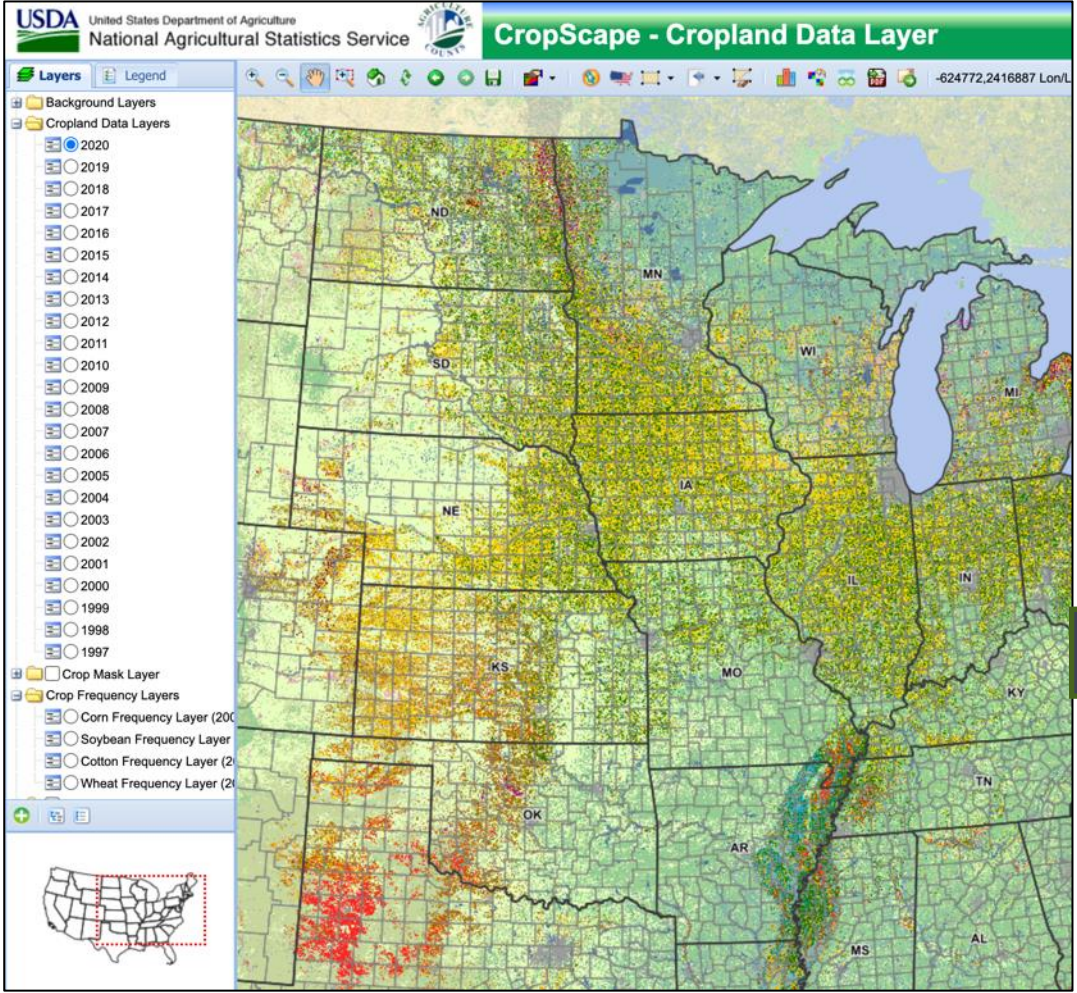 USDA
United States Department of Agriculture
National Agricultural Statistics Service
AGRICULTURE
COUNTS
CropScape - Cropland Data Layer
Layers
Legend
-624772,2416887 Lon/L
Background Layers
Cropland Data Layers
2020
2019
2018
2017
2016
2015
2014
2013
2012
2011
2010
2009
2008
2007
2006
2005
2004
2003
2002
2001
2000
1999
1998
1997
Crop Mask Layer
Crop Frequency Layers
Corn Frequency Layer (200
Soybean Frequency Layer
Cotton Frequency Layer (2
Wheat Frequency Layer (20
PDF
ND
MN
SD
WI
MI
NE
IA
IL
IN
KS
MO
KY
OK
AR
TN
MS
AL